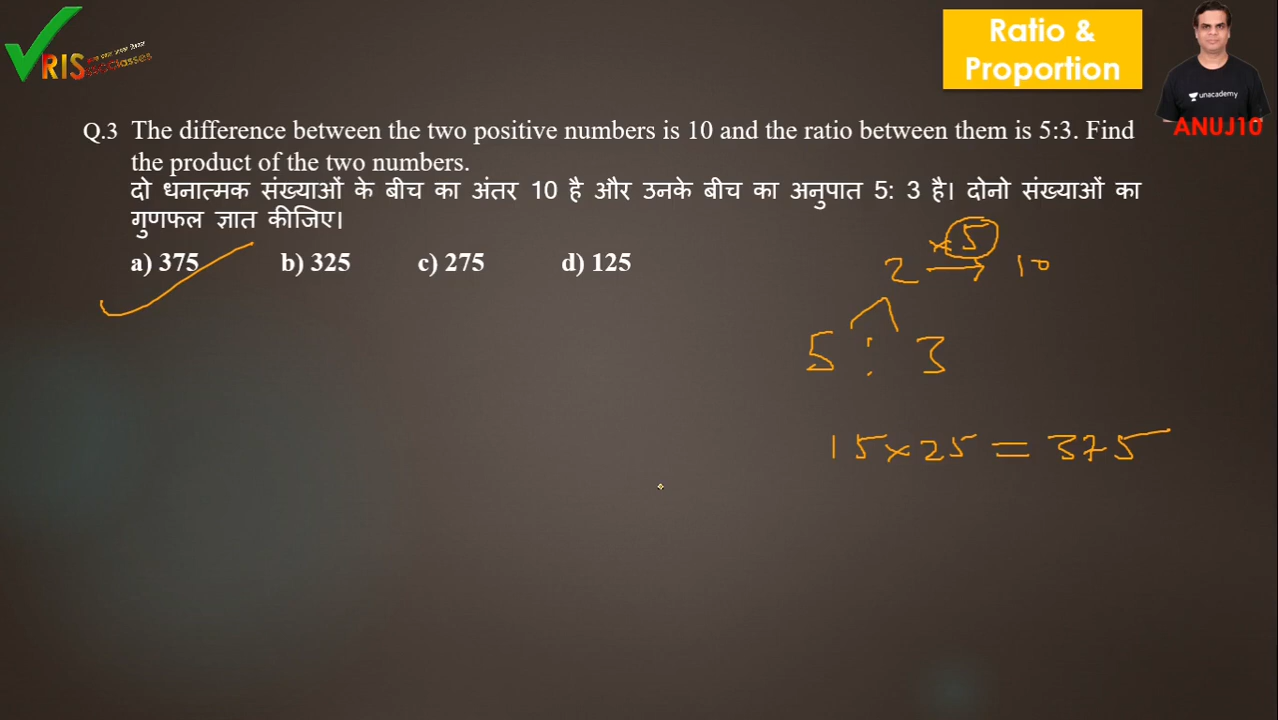 RIS
Ratio &
Proportion
unacademy
ANUJ10
Q.3 The difference between the two positive numbers is 10 and the ratio between them is 5:3. Find
the product of the two numbers.
दो धनात्मक संख्याओं के बीच का अंतर 10 है और उनके बीच का अनुपात 5: 3 है। दोनो संख्याओं का
गुणफल ज्ञात कीजिए।
a) 375 b) 325 c) 275 d) 125
×5
2 → 10
5 : 3
15×25 = 375